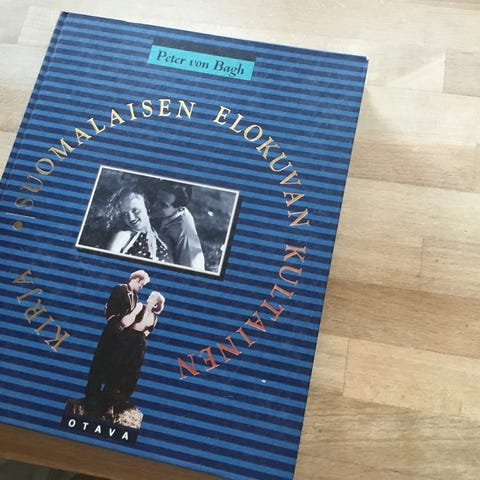 Peter von Bagh
SUOMALAISEN ELOKUVAN KULTAINEN
KIRJA
OTAVA